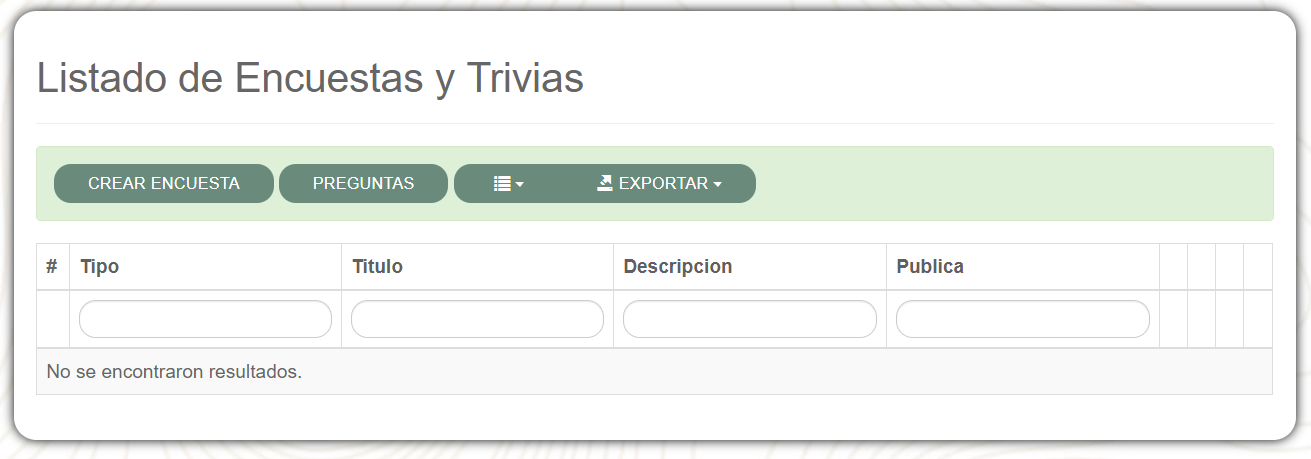 Listado de Encuestas y Trivias
CREAR ENCUESTA PREGUNTAS EXPORTAR
# Tipo Titulo Descripcion Publica
No se encontraron resultados.